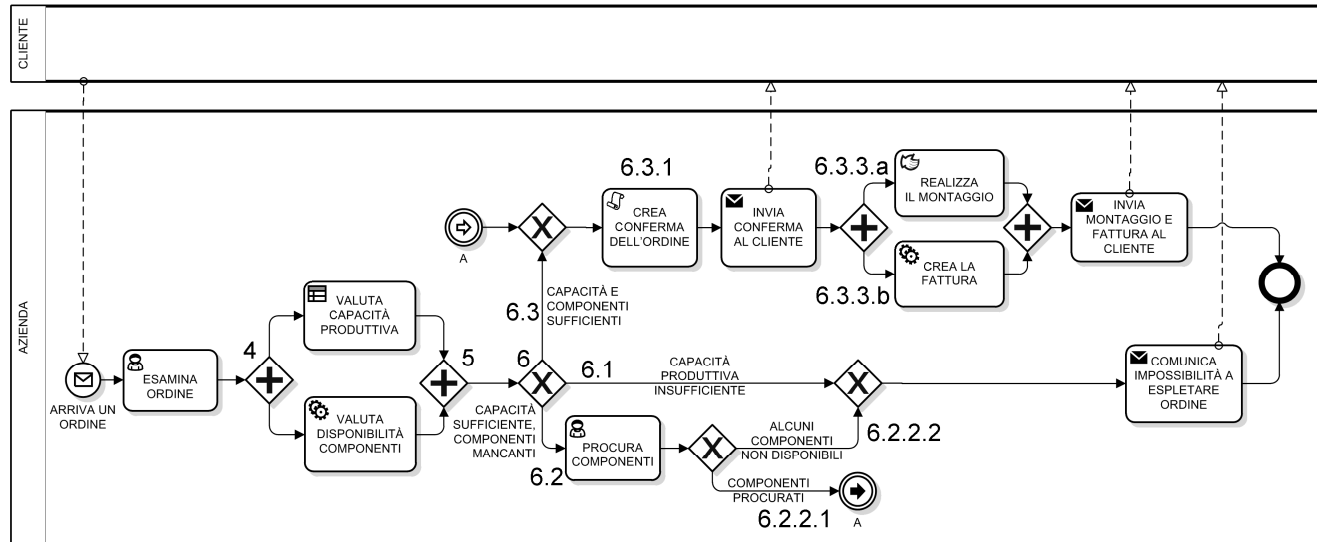 CLIENTE
AZIENDA
ARRIVA UN
ORDINE
ESAMINA
ORDINE
4
VALUTA
CAPACITÀ
PRODUTTIVA
VALUTA
DISPONIBILITÀ
COMPONENTI
5
6
CAPACITÀ
SUFFICIENTE,
COMPONENTI
MANCANTI
6.3
CAPACITÀ E
COMPONENTI
SUFFICIENTI
A
6.3.1
CREA
CONFERMA
DELL'ORDINE
INVIA
CONFERMA
AL CLIENTE
6.3.3.a
REALIZZA
IL MONTAGGIO
CREA LA
FATTURA
6.3.3.b
INVIA
MONTAGGIO E
FATTURA AL
CLIENTE
6.1
CAPACITÀ
PRODUTTIVA
INSUFFICIENTE
6.2
PROCURA
COMPONENTI
ALCUNI
COMPONENTI
NON DISPONIBILI
6.2.2.2
COMPONENTI
PROCURATI
6.2.2.1
A
COMUNICA
IMPOSSIBILITÀ A
ESPLETARE
ORDINE